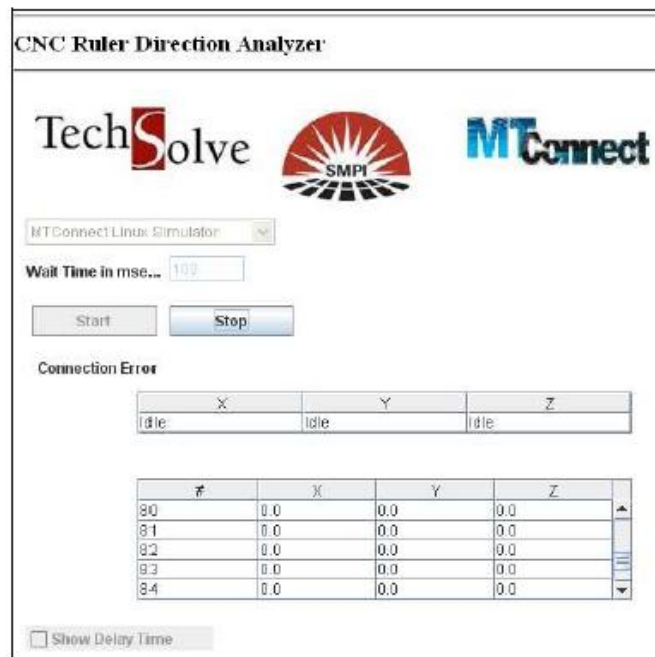 CNC Ruler Direction Analyzer
TechSolve
SMPI
MTConnect
MTConnect Linux Simulator
Wait Time in mse... 100
Start Stop
Connection Error
X Y Z
Idle Idle Idle
# X Y Z
80 0.0 0.0 0.0
81 0.0 0.0 0.0
82 0.0 0.0 0.0
83 0.0 0.0 0.0
84 0.0 0.0 0.0
Show Delay Time